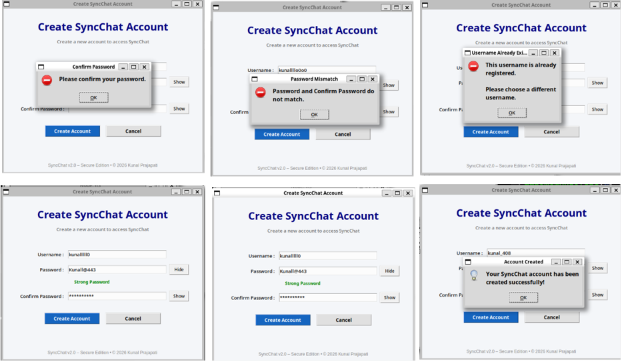 Create SyncChat Account
Create SyncChat Account
Create a new account to access SyncChat
Confirm Password
Please confirm your password.
OK
Show
Show
Confirm Password :
Create Account
Cancel
SyncChat v2.0 – Secure Edition • © 2026 Kunal Prajapati
Create SyncChat Account
Create SyncChat Account
Create a new account to access SyncChat
Username :
Password Mismatch
Password and Confirm Password do
not match.
OK
Show
Confirm
Show
Create Account
Cancel
SyncChat v2.0 – Secure Edition • © 2026 Kunal Prajapati
Create SyncChat Account
Create SyncChat Account
Create a new account to access SyncChat
Username Already Exi...
This username is already
registered.
Please choose a different
username.
OK
Show
Confirm
Show
Create Account
Cancel
SyncChat v2.0 – Secure Edition • © 2026 Kunal Prajapati
Create SyncChat Account
Create SyncChat Account
Create a new account to access SyncChat
Username :
Password : Kunall@443 Hide
Strong Password
Confirm Password : ********** Show
Create Account
Cancel
SyncChat v2.0 – Secure Edition • © 2026 Kunal Prajapati
Create SyncChat Account
Create SyncChat Account
Create a new account to access SyncChat
Username :
Password : Kunall@443 Hide
Strong Password
Confirm Password : ********** Show
Create Account
Cancel
SyncChat v2.0 – Secure Edition • © 2026 Kunal Prajapati
Create SyncChat Account
Create SyncChat Account
Create a new account to access SyncChat
Username : kunal_408
Account Created
Your SyncChat account has been
created successfully!
OK
Show
Confirm
Show
Create Account
Cancel
SyncChat v2.0 – Secure Edition • © 2026 Kunal Prajapati